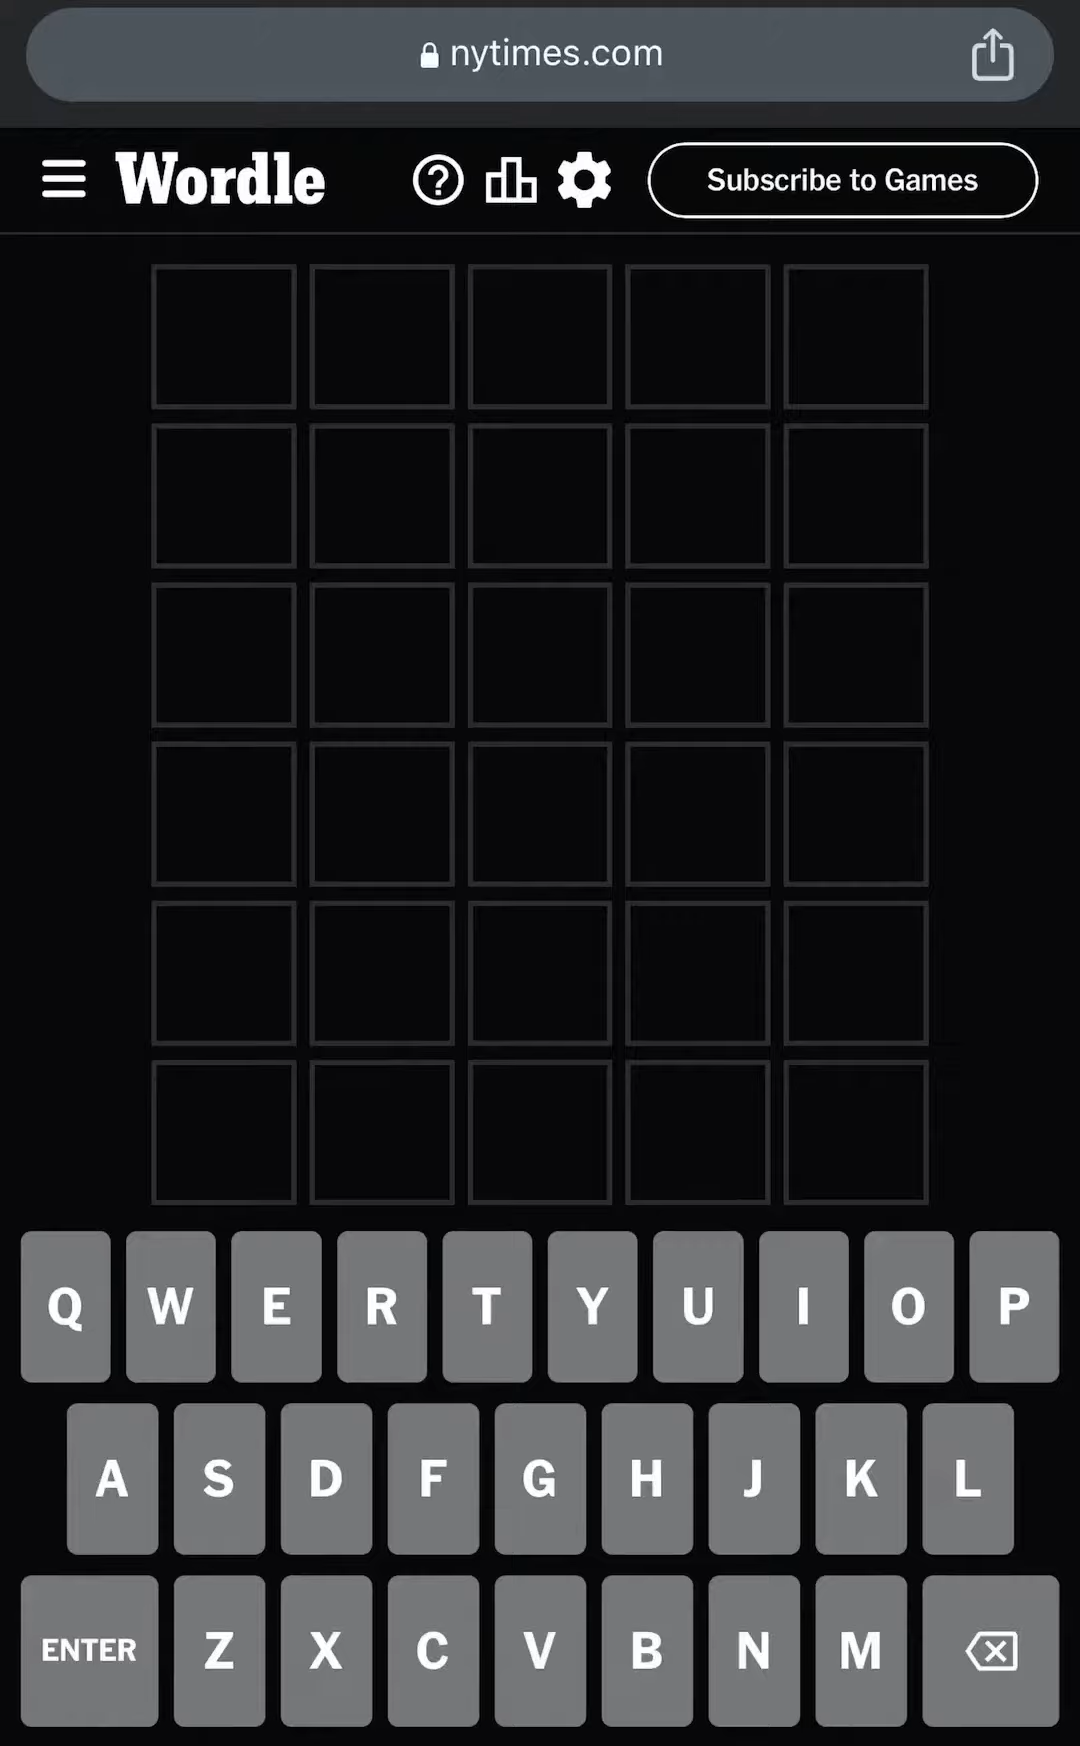 nytimes.com
Wordle ? Subscribe to Games
Q W E R T Y U I O P
A S D F G H J K L
ENTER Z X C V B N M